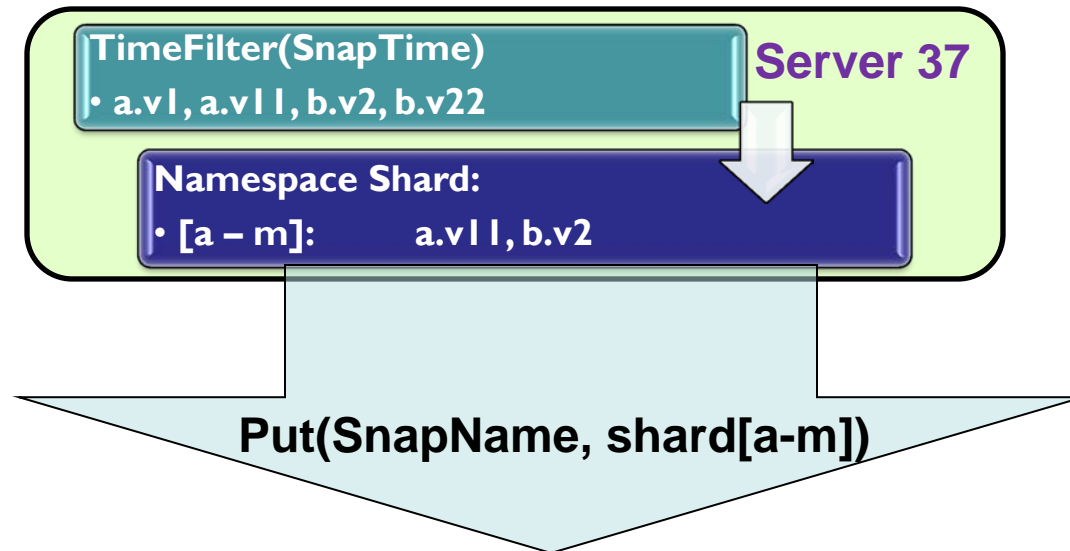 TimeFilter(SnapTime)
Server 37
• a.v1, a.v11, b.v2, b.v22
Namespace Shard:
• [a – m]: a.v11, b.v2
Put(SnapName, shard[a-m])